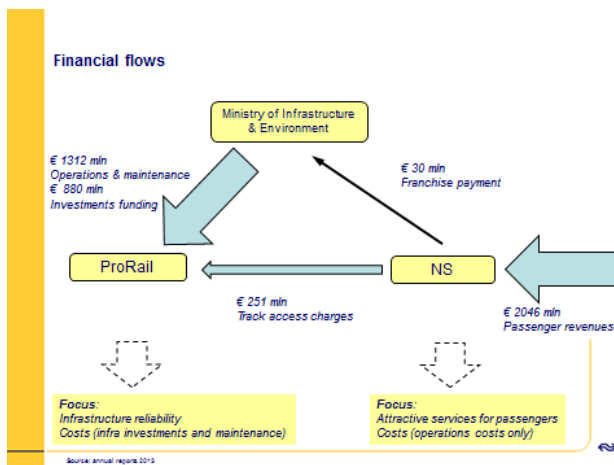 Financial flows
Ministry of Infrastructure
& Environment
€ 1312 mln
Operations & maintenance
€ 880 mln
Investments funding
€ 30 mln
Franchise payment
ProRail
NS
€ 251 mln
Track access charges
€ 2046 mln
Passenger revenues
Focus:
Infrastructure reliability
Costs (infra investments and maintenance)
Focus:
Attractive services for passengers
Costs (operations costs only)
Source: annual reports 2013